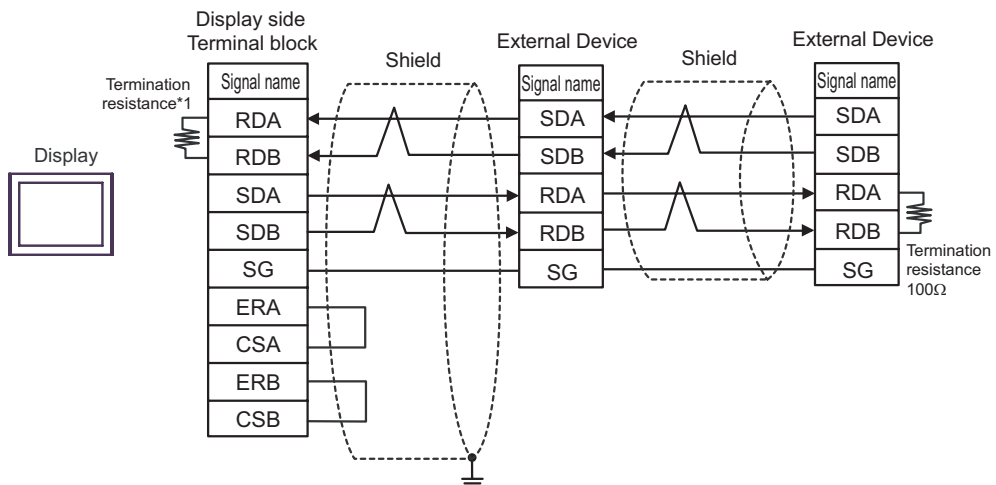 Display side
Terminal block
Shield
External Device
Shield
External Device
Termination
resistance*1
Display
Signal name
RDA
RDB
SDA
SDB
SG
ERA
CSA
ERB
CSB
Signal name
SDA
SDB
RDA
RDB
SG
Signal name
SDA
SDB
RDA
RDB
SG
Termination
resistance
100Ω